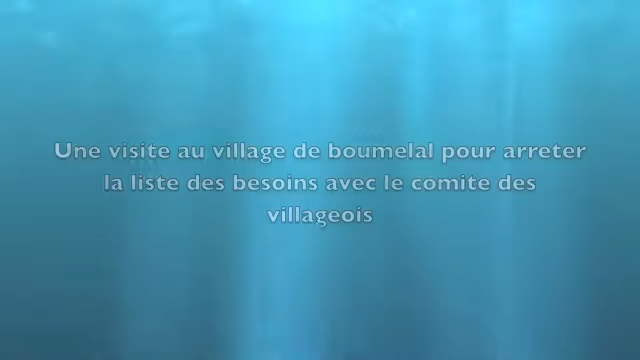 Une visite au village de boumelal pour arreter
la liste des besoins avec le comite des
villageois